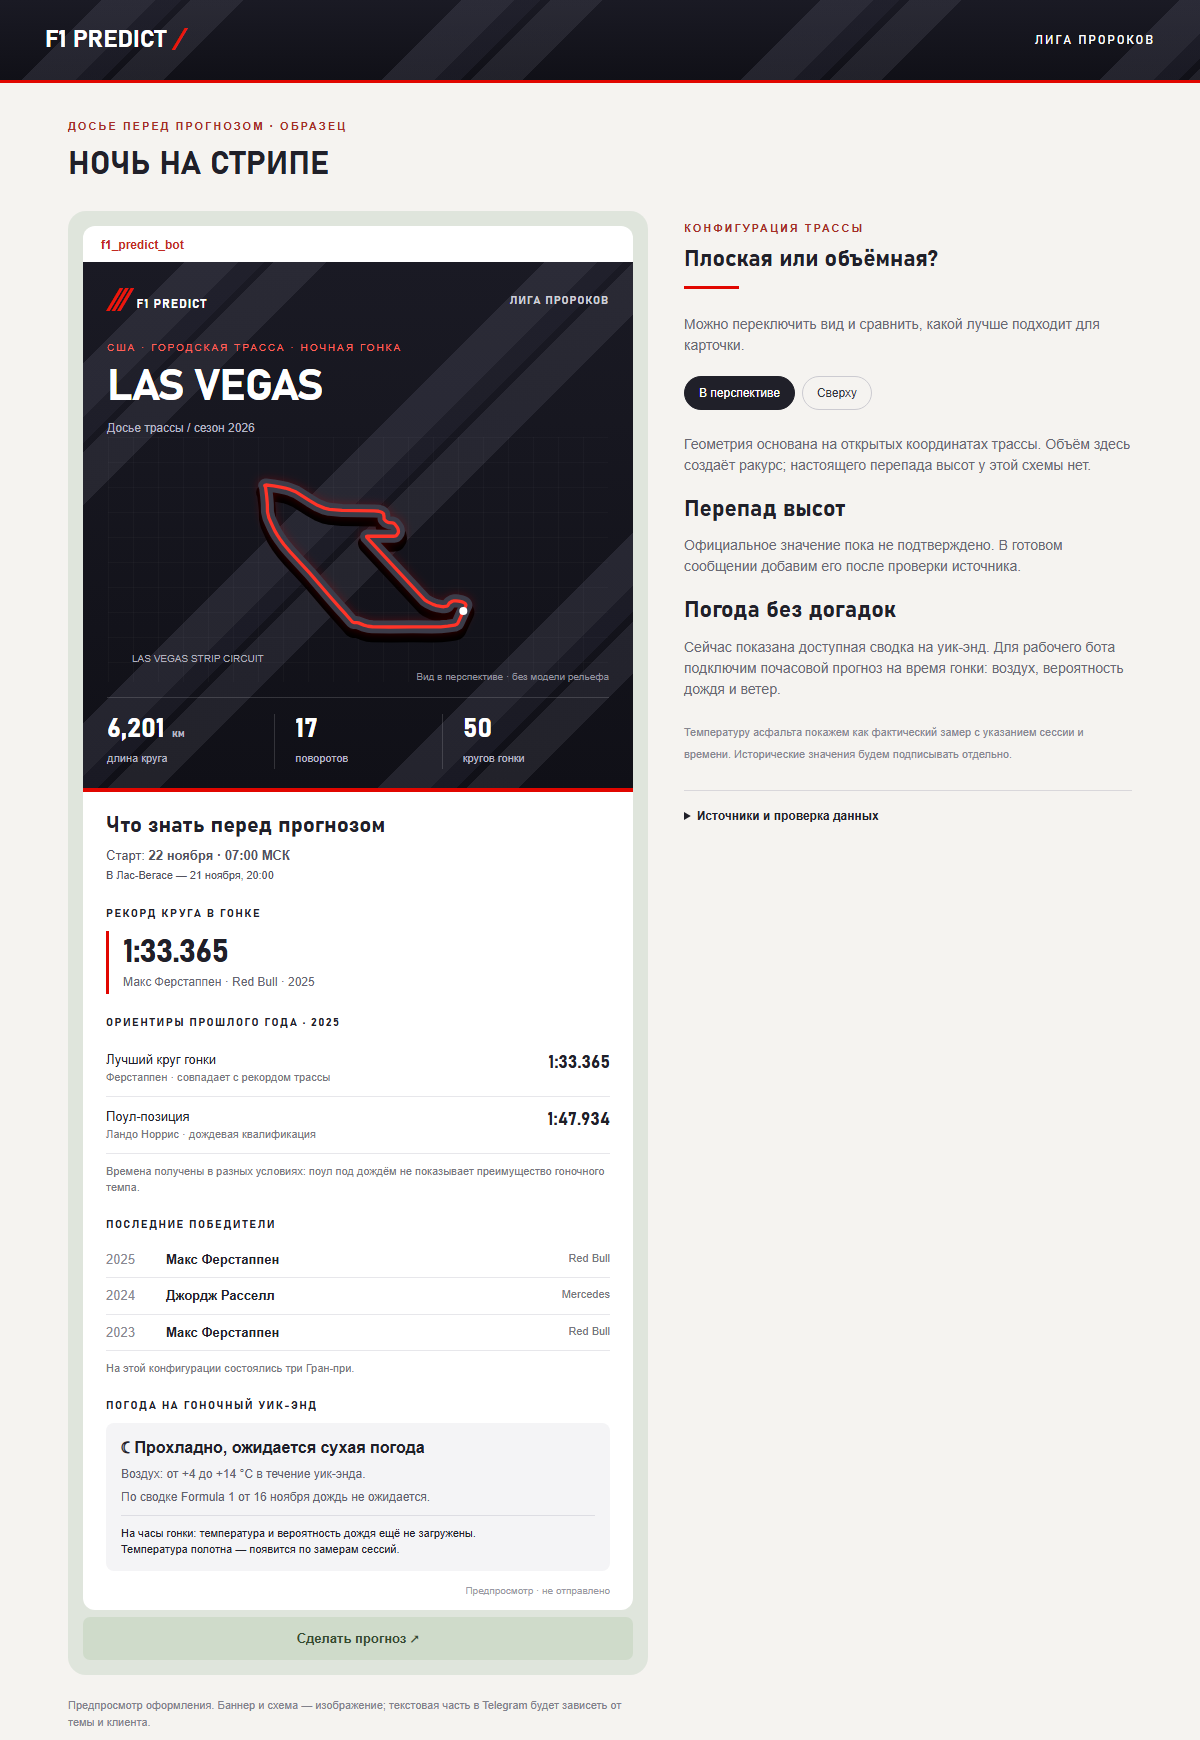 F1 PREDICT
ЛИГА ПРОРОКОВ
ДОСЬЕ ПЕРЕД ПРОГНОЗОМ · ОБРАЗЕЦ
НОЧЬ НА СТРИПЕ
f1_predict_bot
F1 PREDICT
ЛИГА ПРОРОКОВ
США · ГОРОДСКАЯ ТРАССА · НОЧНАЯ ГОНКА
LAS VEGAS
Досье трассы / сезон 2026
LAS VEGAS STRIP CIRCUIT
Вид в перспективе · без модели рельефа
6,201 км
длина круга
17
поворотов
50
кругов гонки
Что знать перед прогнозом
Старт: 22 ноября · 07:00 МСК
В Лас-Вегасе — 21 ноября, 20:00
РЕКОРД КРУГА В ГОНКЕ
1:33.365
Макс Ферстаппен · Red Bull · 2025
ОРИЕНТИРЫ ПРОШЛОГО ГОДА · 2025
Лучший круг гонки
1:33.365
Ферстаппен · совпадает с рекордом трассы
Поул-позиция
1:47.934
Ландо Норрис · дождевая квалификация
Времена получены в разных условиях: поул под дождём не показывает преимущество гоночного
темпа.
ПОСЛЕДНИЕ ПОБЕДИТЕЛИ
2025 Макс Ферстаппен Red Bull
2024 Джордж Расселл Mercedes
2023 Макс Ферстаппен Red Bull
На этой конфигурации состоялись три Гран-при.
ПОГОДА НА ГОНОЧНЫЙ УИК-ЭНД
☾ Прохладно, ожидается сухая погода
Воздух: от +4 до +14 °C в течение уик-энда.
По сводке Formula 1 от 16 ноября дождь не ожидается.
На часы гонки: температура и вероятность дождя ещё не загружены.
Температура полотна — появится по замерам сессий.
Предпросмотр · не отправлено
Сделать прогноз ↗
Предпросмотр оформления. Баннер и схема — изображение; текстовая часть в Telegram будет зависеть от
темы и клиента.
КОНФИГУРАЦИЯ ТРАССЫ
Плоская или объёмная?
Можно переключить вид и сравнить, какой лучше подходит для
карточки.
В перспективе
Сверху
Геометрия основана на открытых координатах трассы. Объём здесь
создаёт ракурс; настоящего перепада высот у этой схемы нет.
Перепад высот
Официальное значение пока не подтверждено. В готовом
сообщении добавим его после проверки источника.
Погода без догадок
Сейчас показана доступная сводка на уик-энд. Для рабочего бота
подключим почасовой прогноз на время гонки: воздух, вероятность
дождя и ветер.
Температуру асфальта покажем как фактический замер с указанием сессии и
времени. Исторические значения будем подписывать отдельно.
▶ Источники и проверка данных